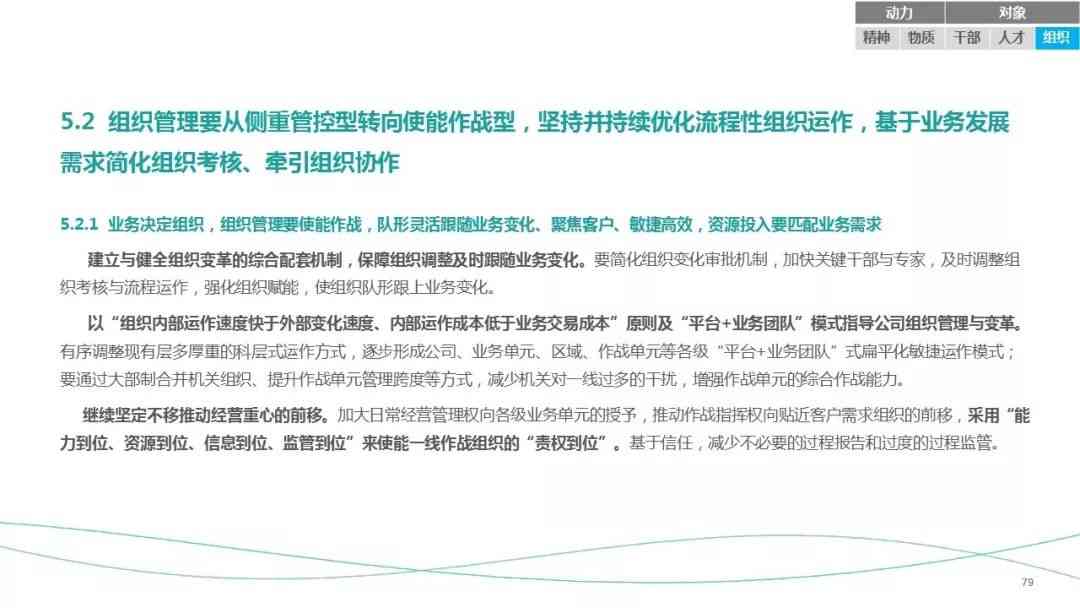 动力 对象
精神 物质 干部 人才 组织
5.2 组织管理要从侧重管控型转向使能作战型，坚持并持续优化流程性组织运作，基于业务发展
需求简化组织考核、牵引组织协作
5.2.1 业务决定组织，组织管理要使能作战，队形灵活跟随业务变化、聚焦客户、敏捷高效，资源投入要匹配业务需求
建立与健全组织变革的综合配套机制，保障组织调整及时跟随业务变化。要简化组织变化审批机制，加快关键干部与专家，及时调整组
织考核与流程运作，强化组织赋能，使组织队形跟上业务变化。
以“组织内部运作速度快于外部变化速度、内部运作成本低于业务交易成本”原则及“平台+业务团队”模式指导公司组织管理与变革。
有序调整现有层多厚重的科层式运作方式，逐步形成公司、业务单元、区域、作战单元等各级“平台+业务团队”式扁平化敏捷运作模式；
要通过大部制合并机关组织、提升作战单元管理跨度等方式，减少机关对一线过多的干扰，增强作战单元的综合作战能力。
继续坚定不移推动经营重心的前移。加大日常经营管理权向各级业务单元的授予，推动作战指挥权向贴近客户需求组织的前移，采用“能
力到位、资源到位、信息到位、监管到位”来使能一线作战组织的“责权到位”。基于信任，减少不必要的过程报告和过度的过程监管。
79